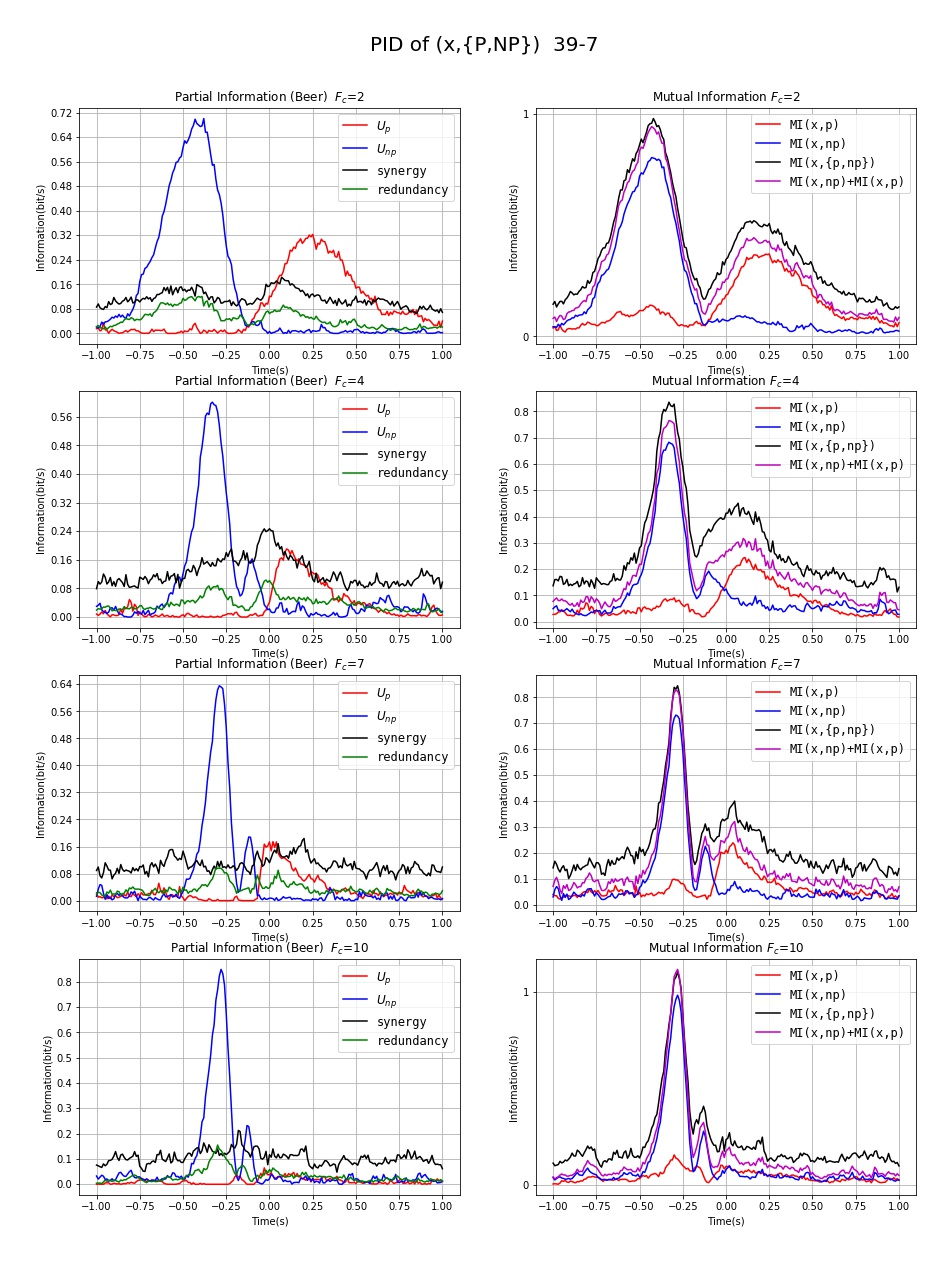 PID of (x,{P,NP})  39-7
Partial Information (Beer)  F_c=2
Information(bit/s)
0.72
0.64
0.56
0.48
0.40
0.32
0.24
0.16
0.08
0.00
U_p
U_np
synergy
redundancy
−1.00 −0.75 −0.50 −0.25 0.00 0.25 0.50 0.75 1.00
Time(s)
Mutual Information F_c=2
Information(bit/s)
1
0
MI(x,p)
MI(x,np)
MI(x,{p,np})
MI(x,np)+MI(x,p)
−1.00 −0.75 −0.50 −0.25 0.00 0.25 0.50 0.75 1.00
Time(s)
Partial Information (Beer)  F_c=4
Information(bit/s)
0.56
0.48
0.40
0.32
0.24
0.16
0.08
0.00
U_p
U_np
synergy
redundancy
−1.00 −0.75 −0.50 −0.25 0.00 0.25 0.50 0.75 1.00
Time(s)
Mutual Information F_c=4
Information(bit/s)
0.8
0.7
0.6
0.5
0.4
0.3
0.2
0.1
0.0
MI(x,p)
MI(x,np)
MI(x,{p,np})
MI(x,np)+MI(x,p)
−1.00 −0.75 −0.50 −0.25 0.00 0.25 0.50 0.75 1.00
Time(s)
Partial Information (Beer)  F_c=7
Information(bit/s)
0.64
0.56
0.48
0.40
0.32
0.24
0.16
0.08
0.00
U_p
U_np
synergy
redundancy
−1.00 −0.75 −0.50 −0.25 0.00 0.25 0.50 0.75 1.00
Time(s)
Mutual Information F_c=7
Information(bit/s)
0.8
0.7
0.6
0.5
0.4
0.3
0.2
0.1
0.0
MI(x,p)
MI(x,np)
MI(x,{p,np})
MI(x,np)+MI(x,p)
−1.00 −0.75 −0.50 −0.25 0.00 0.25 0.50 0.75 1.00
Time(s)
Partial Information (Beer)  F_c=10
Information(bit/s)
0.8
0.7
0.6
0.5
0.4
0.3
0.2
0.1
0.0
U_p
U_np
synergy
redundancy
−1.00 −0.75 −0.50 −0.25 0.00 0.25 0.50 0.75 1.00
Time(s)
Mutual Information F_c=10
Information(bit/s)
1
0
MI(x,p)
MI(x,np)
MI(x,{p,np})
MI(x,np)+MI(x,p)
−1.00 −0.75 −0.50 −0.25 0.00 0.25 0.50 0.75 1.00
Time(s)